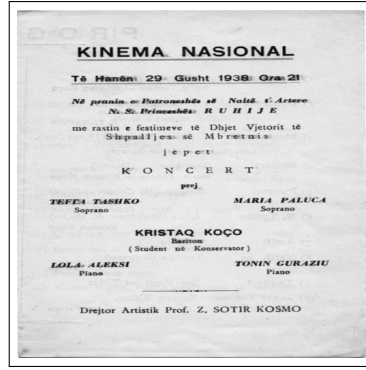 KINEMA NASIONAL
Të Hanën 29 Gusht 1938 Ora 21
Në pranin e Patroneshës së Naltë t' Arteve
N. S. Princeshës RUHIJE
me rastin e festimeve të Dhjet Vjetorit të
Shpalljes së Mbretnis
jepet
KONCERT
prej
TEFTA TASHKO MARIA PALUCA
Soprano Soprano
KRISTAQ KOÇO
Bariton
( Student në Konservator )
LOLA ALEKSI TONIN GURAZIU
Piano Piano
Drejtor Artistik Prof. Z. SOTIR KOSMO